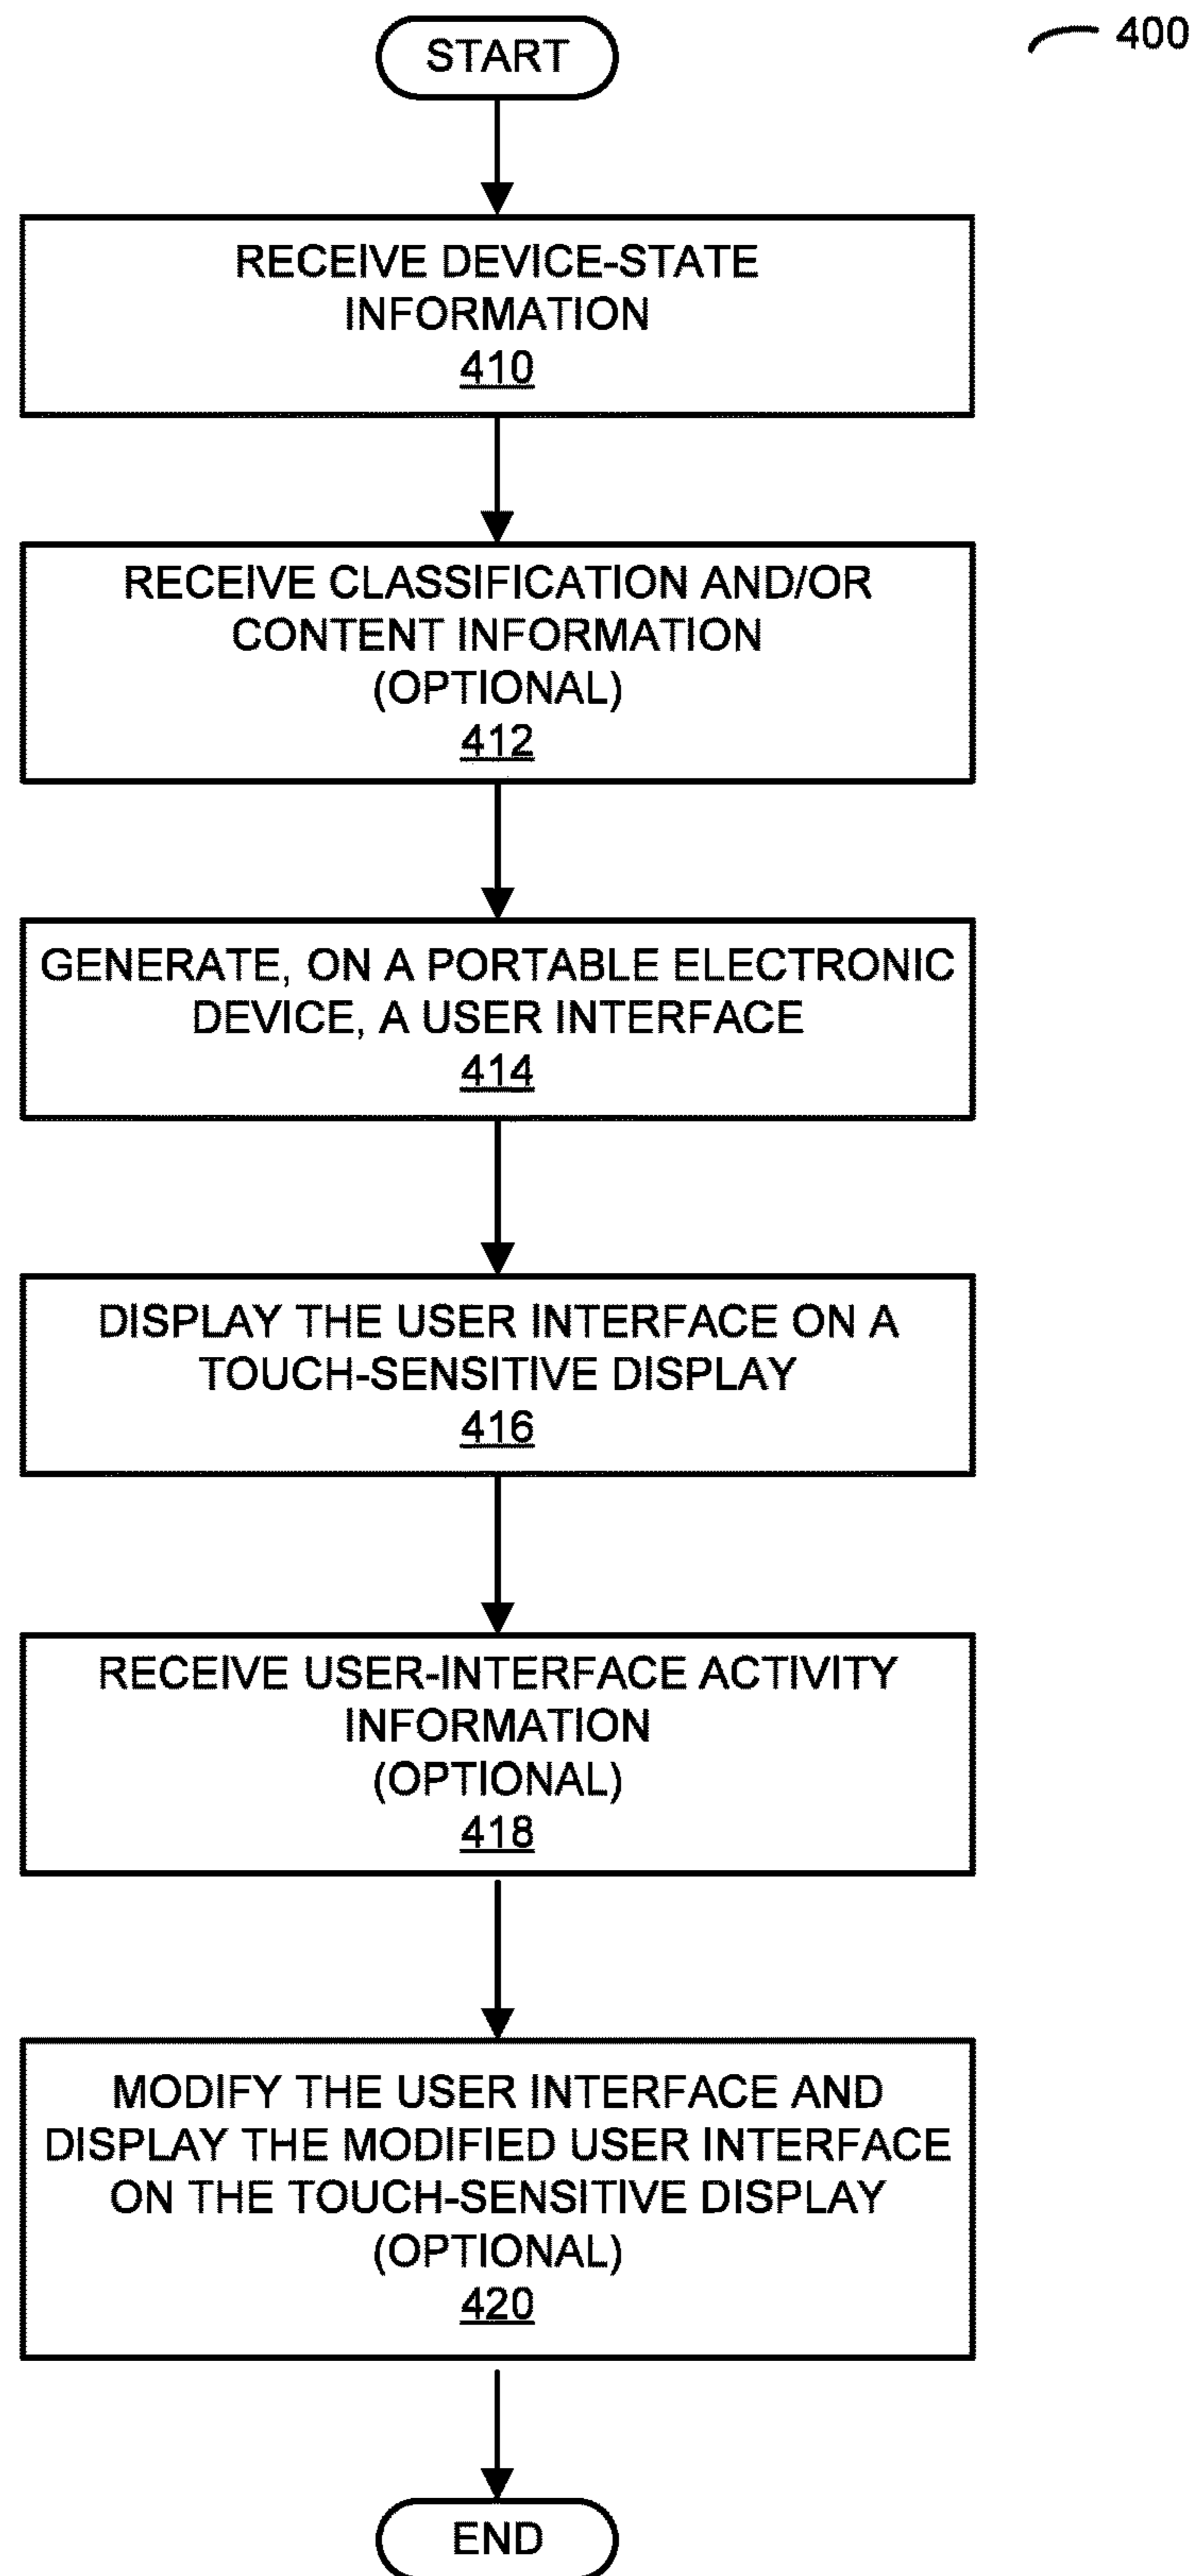 400
START
RECEIVE DEVICE-STATE
INFORMATION
410
RECEIVE CLASSIFICATION AND/OR
CONTENT INFORMATION
(OPTIONAL)
412
GENERATE, ON A PORTABLE ELECTRONIC
DEVICE, A USER INTERFACE
414
DISPLAY THE USER INTERFACE ON A
TOUCH-SENSITIVE DISPLAY
416
RECEIVE USER-INTERFACE ACTIVITY
INFORMATION
(OPTIONAL)
418
MODIFY THE USER INTERFACE AND
DISPLAY THE MODIFIED USER INTERFACE
ON THE TOUCH-SENSITIVE DISPLAY
(OPTIONAL)
420
END